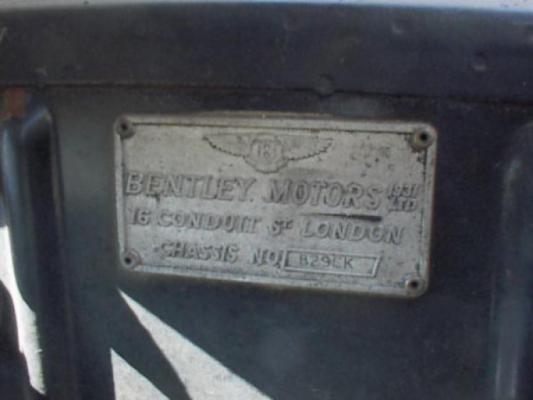 B
BENTLEY MOTORS 1931 LTD
16 CONDUIT ST LONDON
CHASSIS NO. B29LK